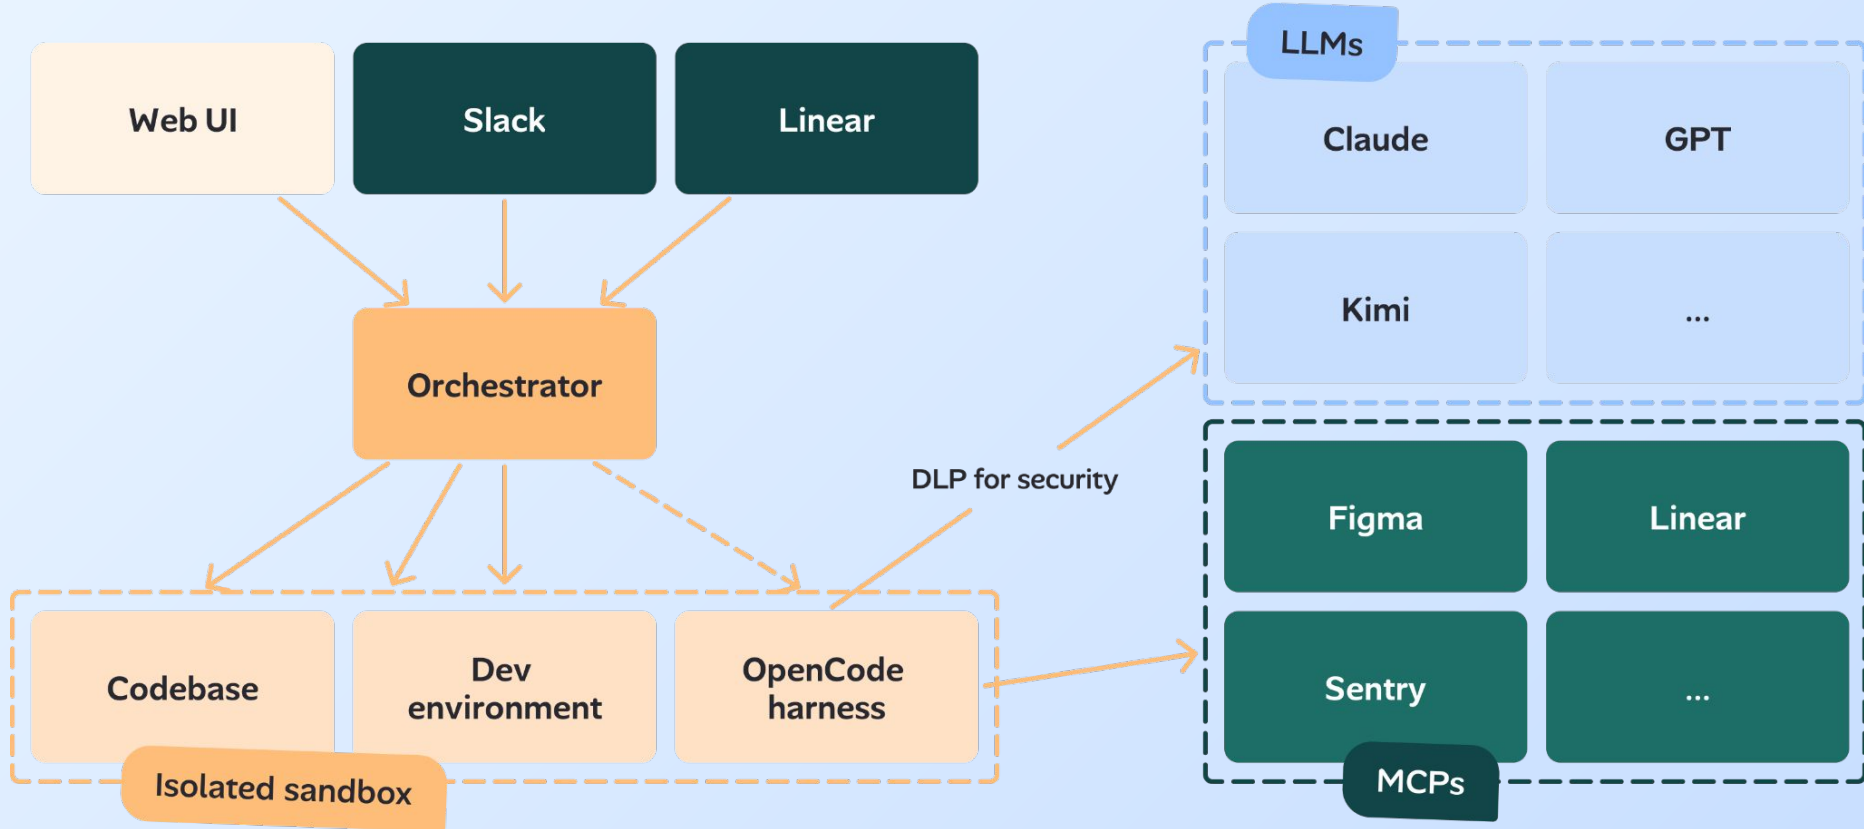 LLMs
Web UI
Slack
Linear
Claude
GPT
Kimi
...
Orchestrator
DLP for security
Figma
Linear
Sentry
...
Codebase
Dev
environment
OpenCode
harness
Isolated sandbox
MCPs